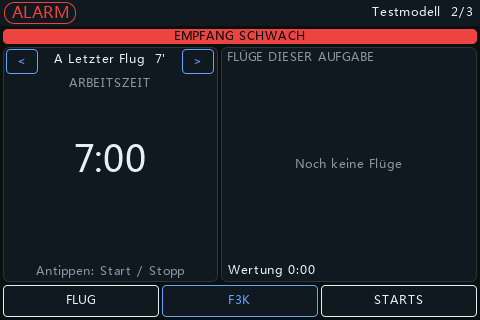 ALARM
Testmodell 2/3
EMPFANG SCHWACH
< A Letzter Flug 7' >
ARBEITSZEIT
7:00
Antippen: Start / Stopp
FLÜGE DIESER AUFGABE
Noch keine Flüge
Wertung 0:00
FLUG
F3K
STARTS